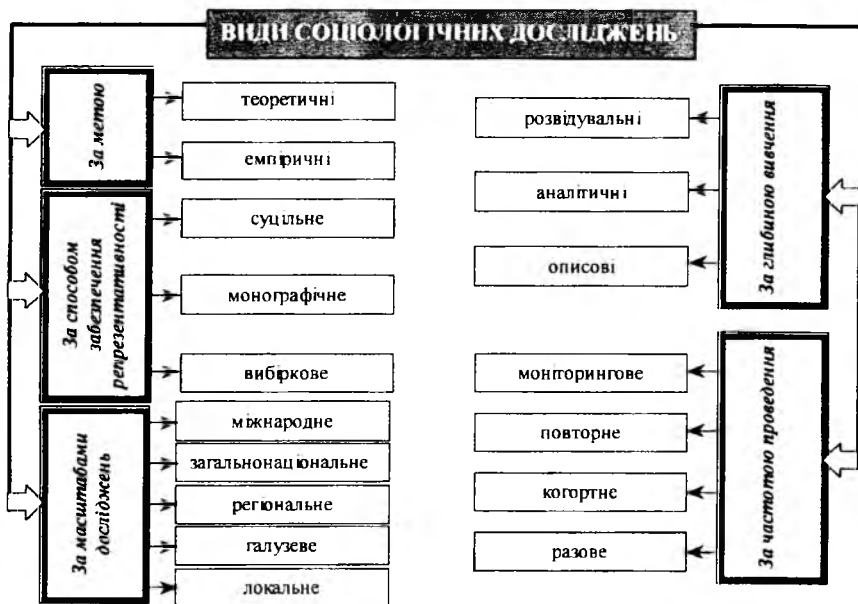 ВИДИ СОЦІОЛОГІЧНИХ ДОСЛІДЖЕНЬ
За метою
теоретичні
емпіричні
За способом
забезпечення
репрезентативності
суцільне
монографічне
вибіркове
За масштабами
досліджень
міжнародне
загальнонаціональне
регіональне
галузеве
локальне
розвідувальні
аналітичні
описові
За глибиною вивчення
моніторингове
повторне
когортне
разове
За частотою проведення